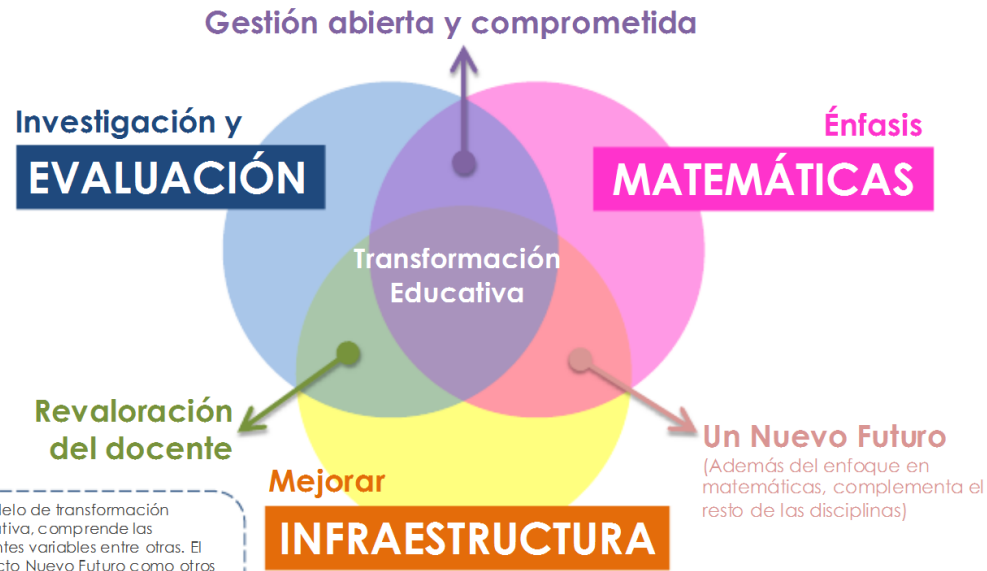 Gestión abierta y comprometida
Investigación y
EVALUACIÓN
Énfasis
MATEMÁTICAS
Transformación
Educativa
Revaloración
del docente
Un Nuevo Futuro
(Además del enfoque en
matemáticas, complementa el
resto de las disciplinas)
Mejorar
INFRAESTRUCTURA
de transformación
comprende las
variables entre otras. El
Nuevo Futuro como otros